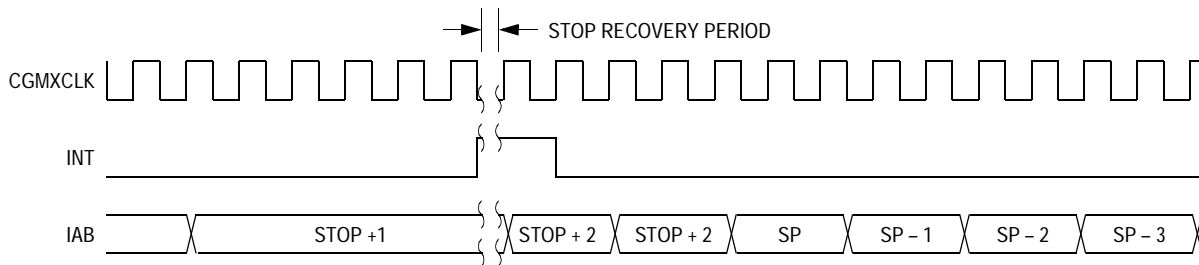 STOP RECOVERY PERIOD
CGMXCLK
INT
IAB
STOP +1
STOP + 2
STOP + 2
SP
SP – 1
SP – 2
SP – 3